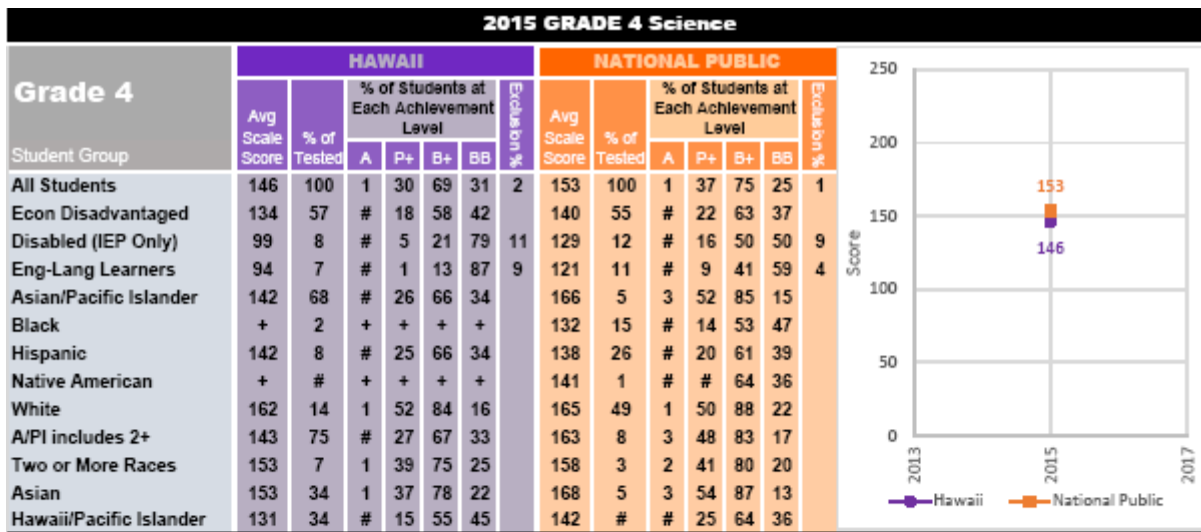 2015 GRADE 4 Science
HAWAII NATIONAL PUBLIC
Grade 4
Student Group
Avg Scale Score % of Tested % of Students at Each Achievement Level Exclusion % Avg Scale Score % of Tested % of Students at Each Achievement Level Exclusion %
A P+ B+ BB A P+ B+ BB
All Students 146 100 1 30 69 31 2 153 100 1 37 75 25 1
Econ Disadvantaged 134 57 # 18 58 42 140 55 # 22 63 37
Disabled (IEP Only) 99 8 # 5 21 79 11 129 12 # 16 50 50 9
Eng-Lang Learners 94 7 # 1 13 87 9 121 11 # 9 41 59 4
Asian/Pacific Islander 142 68 # 26 66 34 166 5 3 52 85 15
Black + 2 + + + + 132 15 # 14 53 47
Hispanic 142 8 # 25 66 34 138 26 # 20 61 39
Native American + # + + + + 141 1 # # 64 36
White 162 14 1 52 84 16 165 49 1 50 88 22
A/PI includes 2+ 143 75 # 27 67 33 163 8 3 48 83 17
Two or More Races 153 7 1 39 75 25 158 3 2 41 80 20
Asian 153 34 1 37 78 22 168 5 3 54 87 13
Hawaii/Pacific Islander 131 34 # 15 55 45 142 # # 25 64 36
250
200
150
100
50
0
Score
153
146
2013 2015 2017
Hawaii National Public